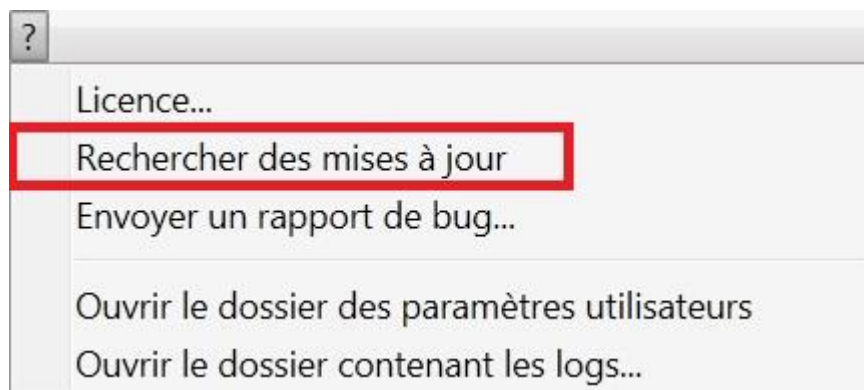 ?
Licence...
Rechercher des mises à jour
Envoyer un rapport de bug...
Ouvrir le dossier des paramètres utilisateurs
Ouvrir le dossier contenant les logs...